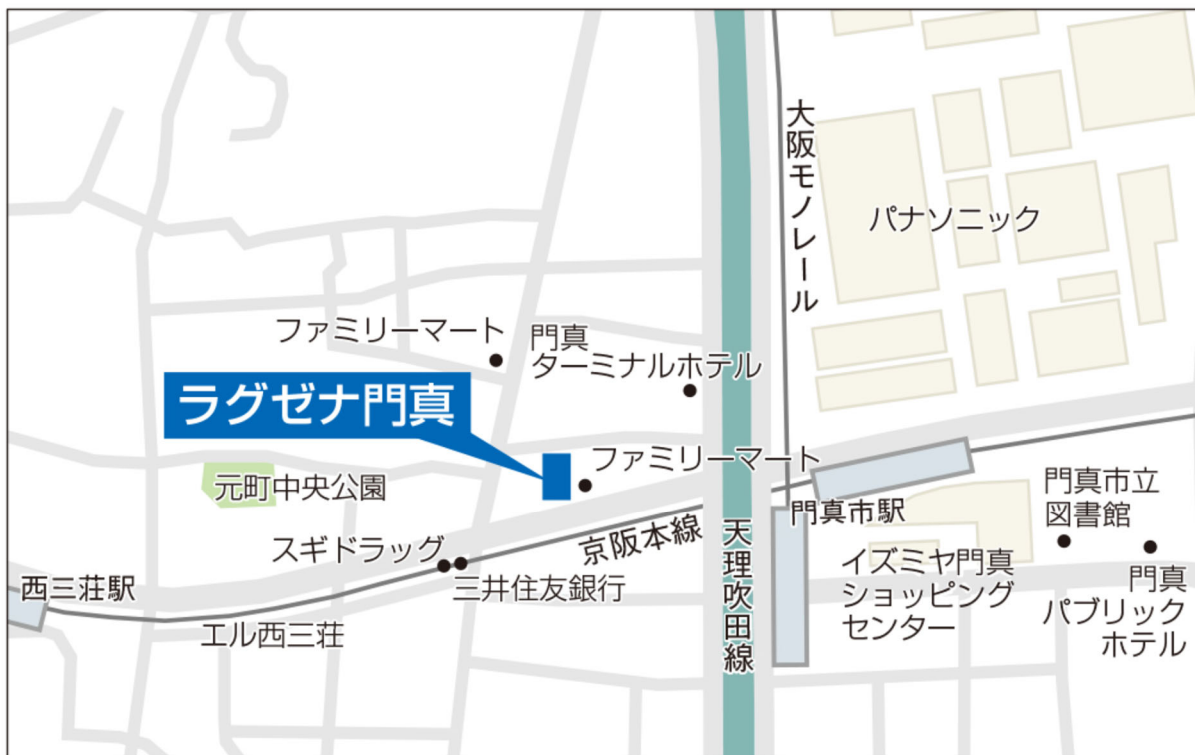 大阪モノレール
パナソニック
ファミリーマート
門真
ターミナルホテル
ラグゼナ門真
ファミリーマート
元町中央公園
門真市駅
門真市立
図書館
スギドラッグ
京阪本線
天理吹田線
イズミヤ門真
ショッピング
センター
西三荘駅
三井住友銀行
門真
パブリック
ホテル
エル西三荘